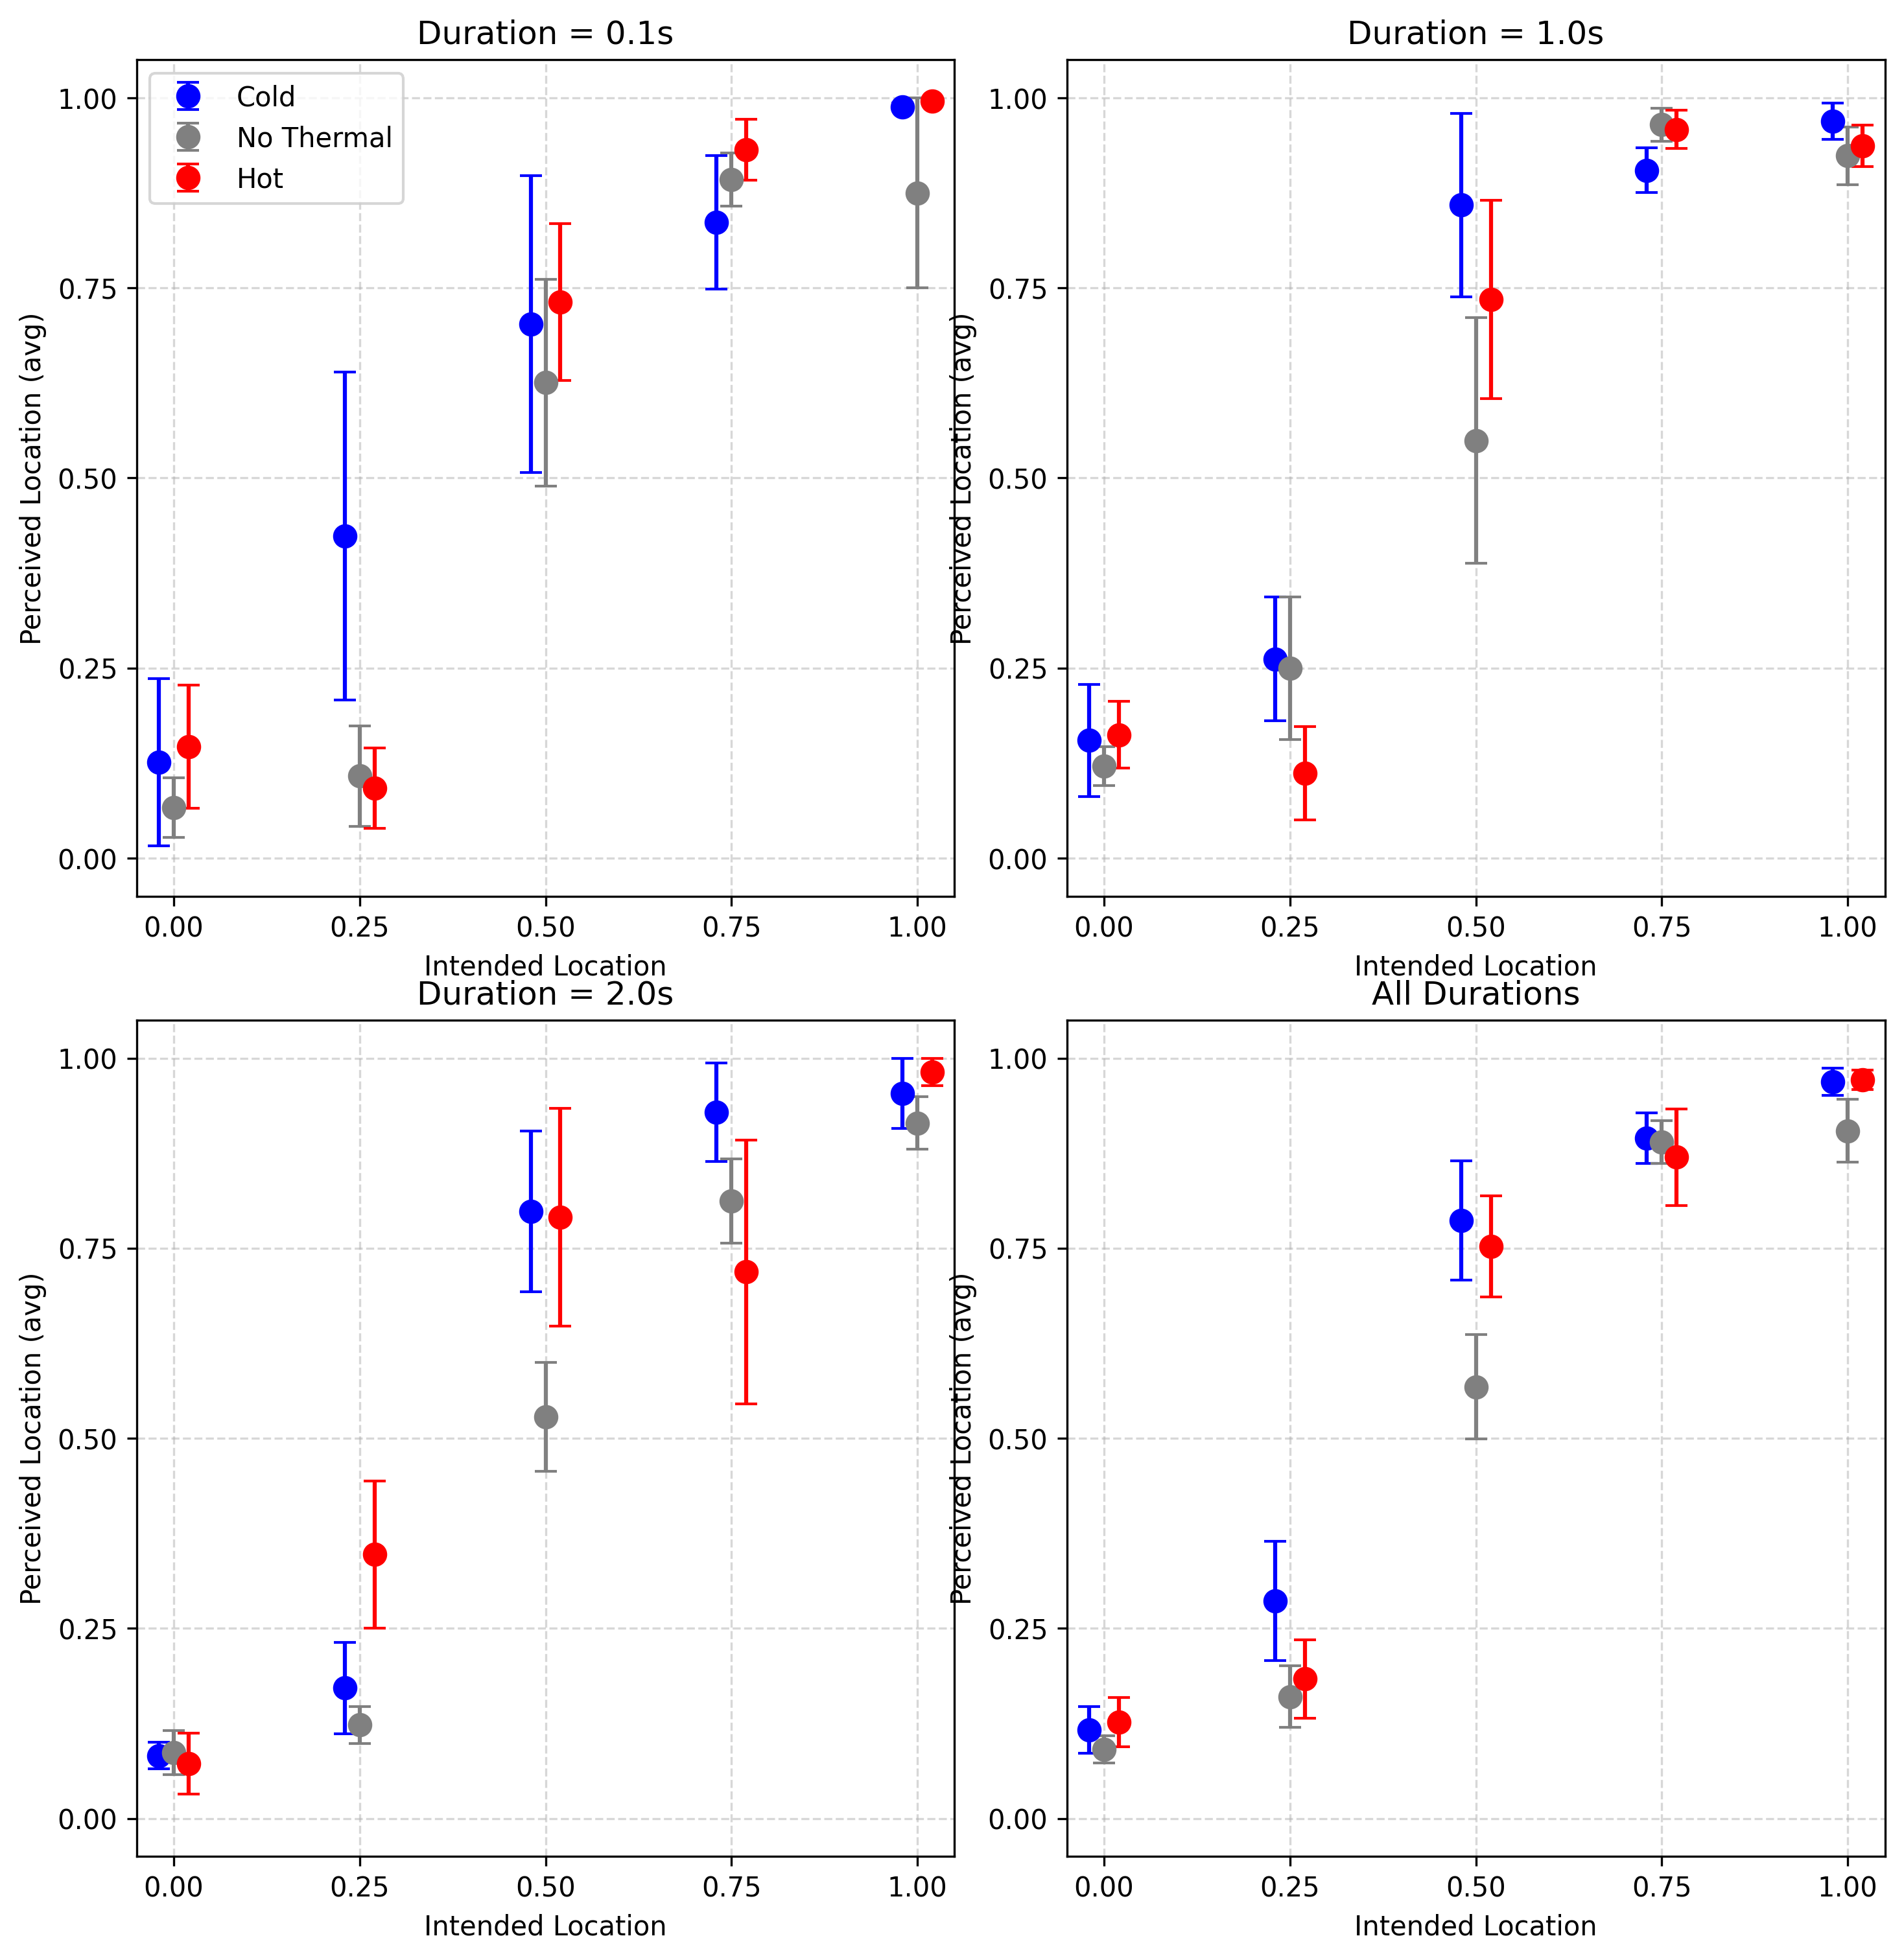 Duration = 0.1s
Cold
No Thermal
Hot
1.00
0.75
0.50
0.25
0.00
Perceived Location (avg)
0.00 0.25 0.50 0.75 1.00
Intended Location
Duration = 1.0s
1.00
0.75
0.50
0.25
0.00
Perceived Location (avg)
0.00 0.25 0.50 0.75 1.00
Intended Location
Duration = 2.0s
1.00
0.75
0.50
0.25
0.00
Perceived Location (avg)
0.00 0.25 0.50 0.75 1.00
Intended Location
All Durations
1.00
0.75
0.50
0.25
0.00
Perceived Location (avg)
0.00 0.25 0.50 0.75 1.00
Intended Location